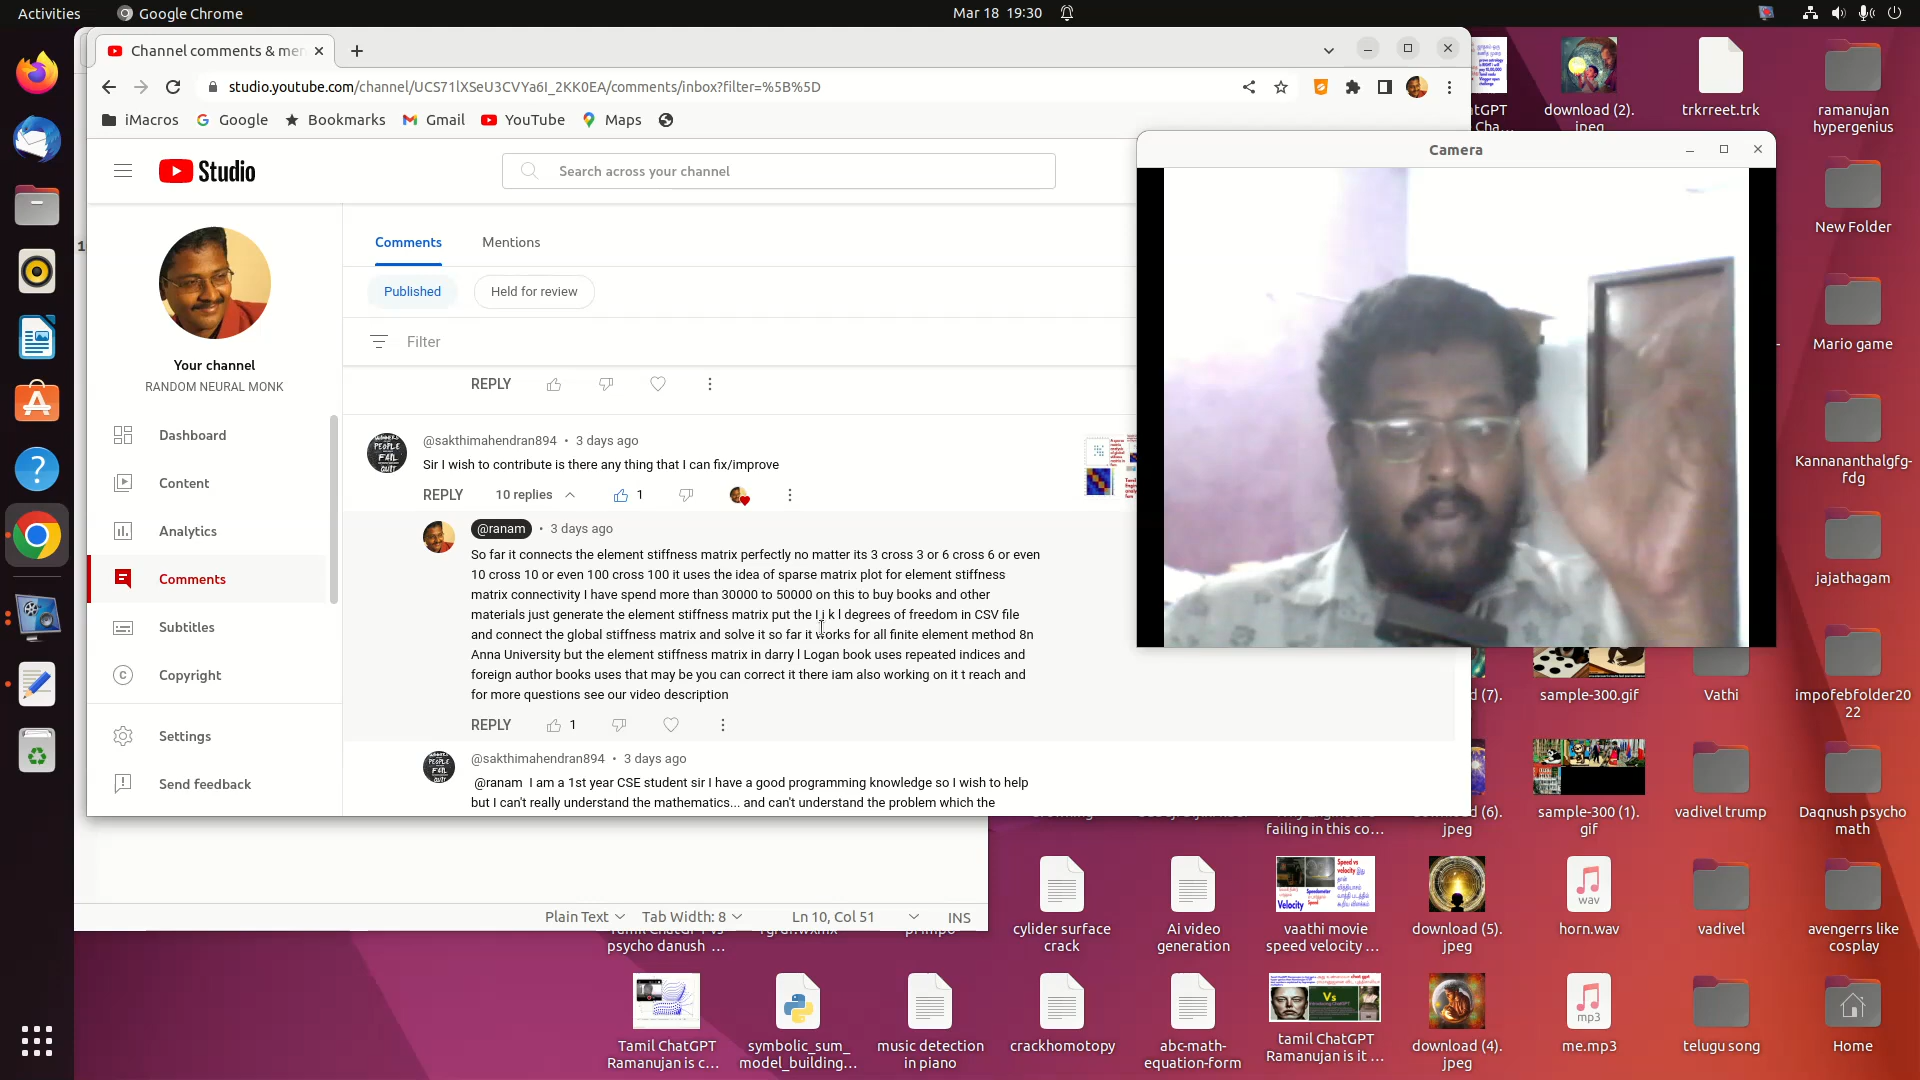 Activities
Google Chrome
Mar 18 19:30
Channel comments & me
studio.youtube.com/channel/UCS71lXSeU3CVYa6I_2KK0EA/comments/inbox?filter=%5B%5D
iMacros
Google
Bookmarks
Gmail
YouTube
Maps
Studio
Search across your channel
Your channel
RANDOM NEURAL MONK
Dashboard
Content
Analytics
Comments
Subtitles
Copyright
Settings
Send feedback
Comments
Mentions
Published
Held for review
Filter
REPLY
@sakthimahendran894 • 3 days ago
Sir I wish to contribute is there any thing that I can fix/improve
REPLY
10 replies
1
@ranam • 3 days ago
So far it connects the element stiffness matrix perfectly no matter its 3 cross 3 or 6 cross 6 or even
10 cross 10 or even 100 cross 100 it uses the idea of sparse matrix plot for element stiffness
matrix connectivity I have spend more than 30000 to 50000 on this to buy books and other
materials just generate the element stiffness matrix put the I j k l degrees of freedom in CSV file
and connect the global stiffness matrix and solve it so far it works for all finite element method 8n
Anna University but the element stiffness matrix in darry l Logan book uses repeated indices and
foreign author books uses that may be you can correct it there iam also working on it t reach and
for more questions see our video description
REPLY
1
@sakthimahendran894 • 3 days ago
@ranam I am a 1st year CSE student sir I have a good programming knowledge so I wish to help
but I can't really understand the mathematics... and can't understand the problem which the
Camera
Plain Text
Tab Width: 8
Ln 10, Col 51
INS
download (2).
jpeg
trkrreet.trk
ramanujan
hypergenius
New Folder
Mario game
Kannananthalgfg-
fdg
jajathagam
(7).
sample-300.gif
Vathi
impofebfolder20
22
(6).
jpeg
sample-300 (1).
gif
vadivel trump
Daqnush psycho
math
failing in this co...
psycho danush ...
cylider surface
crack
Ai video
generation
Speed vs
velocity
Velocity
vaathi movie
speed velocity ...
download (5).
jpeg
horn.wav
vadivel
avengerrs like
cosplay
Tamil ChatGPT
Ramanujan is c...
symbolic_sum_
model_building...
music detection
in piano
crackhomotopy
abc-math-
equation-form
Vs
tamil ChatGPT
Ramanujan is it ...
download (4).
jpeg
me.mp3
telugu song
Home